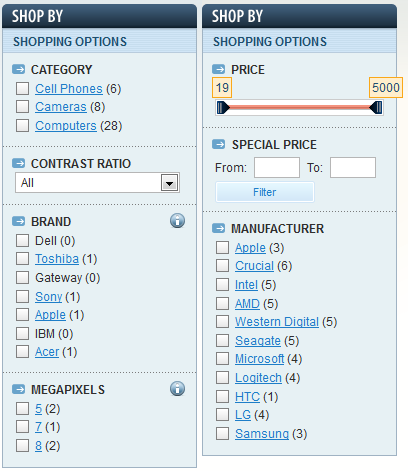 SHOP BY
SHOPPING OPTIONS
CATEGORY
Cell Phones (6)
Cameras (8)
Computers (28)
CONTRAST RATIO
All
BRAND
Dell (0)
Toshiba (1)
Gateway (0)
Sony (1)
Apple (1)
IBM (0)
Acer (1)
MEGAPIXELS
5 (2)
7 (1)
8 (2)
SHOP BY
SHOPPING OPTIONS
PRICE
19 5000
SPECIAL PRICE
From: To:
Filter
MANUFACTURER
Apple (3)
Crucial (6)
Intel (5)
AMD (5)
Western Digital (5)
Seagate (5)
Microsoft (4)
Logitech (4)
HTC (1)
LG (4)
Samsung (3)